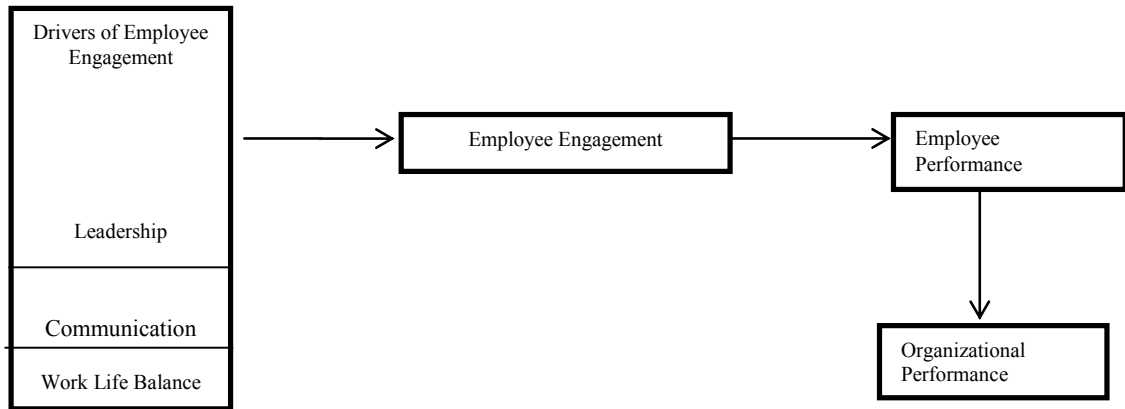 Drivers of Employee
Engagement
Leadership
Communication
Work Life Balance
Employee Engagement
Employee
Performance
Organizational
Performance